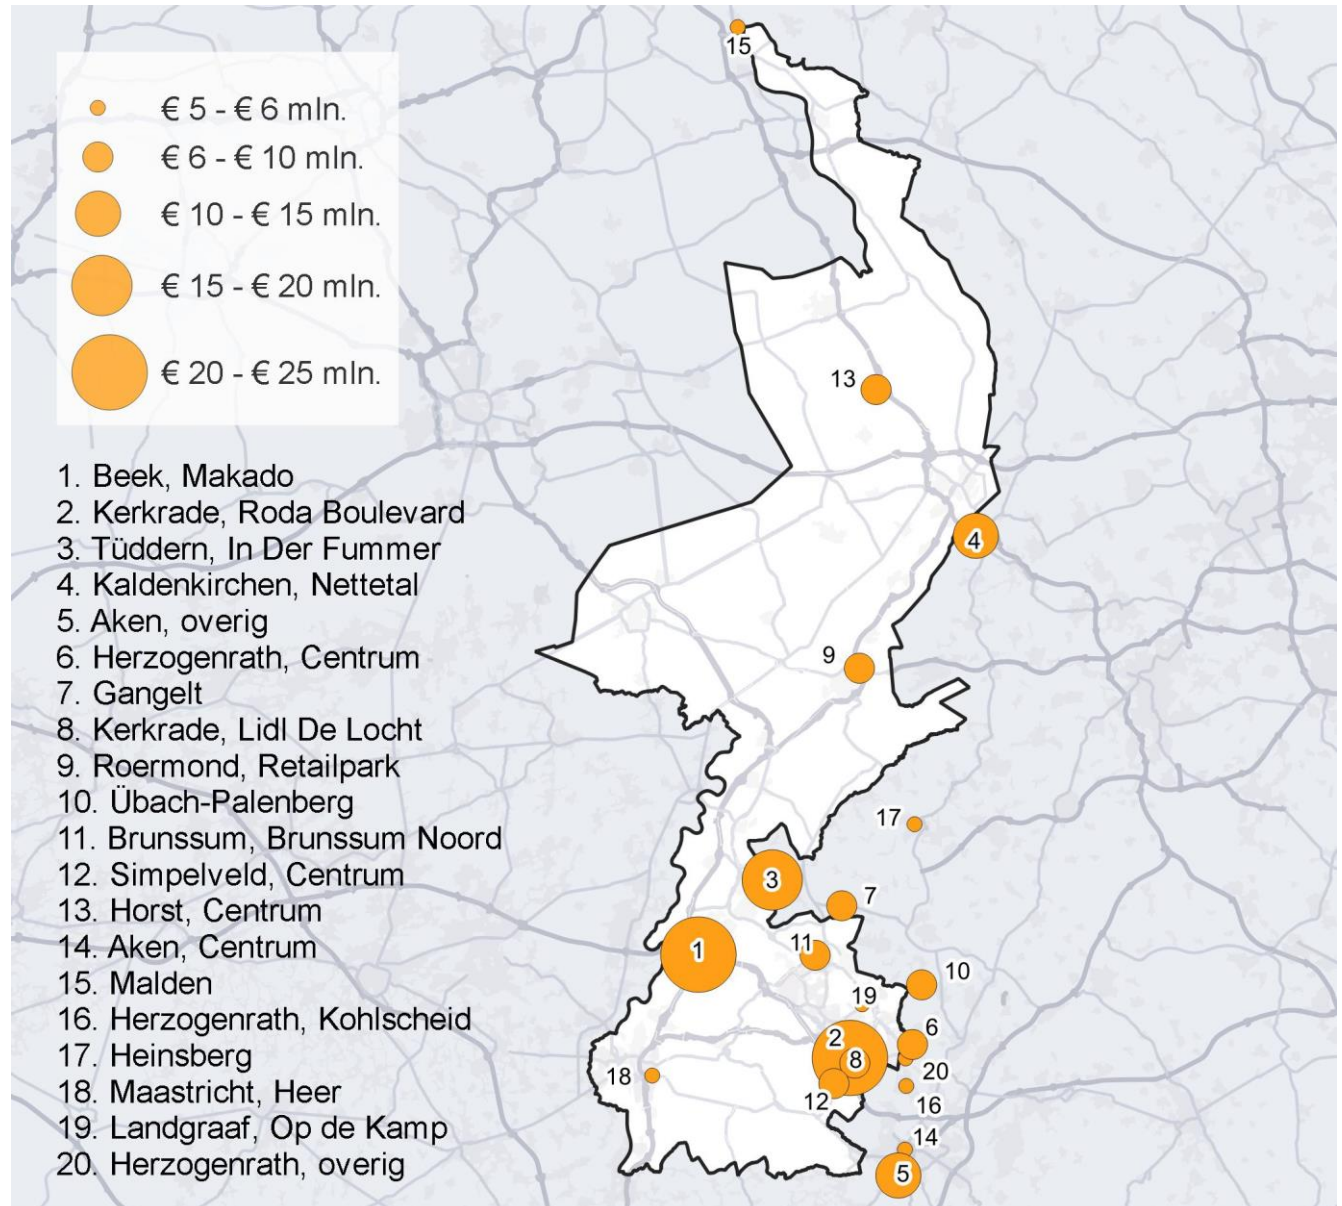 15
€ 5 - € 6 mln.
€ 6 - € 10 mln.
€ 10 - € 15 mln.
€ 15 - € 20 mln.
€ 20 - € 25 mln.
13
1. Beek, Makado
2. Kerkrade, Roda Boulevard
3. Tüddern, In Der Fummer
4. Kaldenkirchen, Nettetal
5. Aken, overig
6. Herzogenrath, Centrum
7. Gangelt
8. Kerkrade, Lidl De Locht
9. Roermond, Retailpark
10. Übach-Palenberg
11. Brunssum, Brunssum Noord
12. Simpelveld, Centrum
13. Horst, Centrum
14. Aken, Centrum
15. Malden
16. Herzogenrath, Kohlscheid
17. Heinsberg
18. Maastricht, Heer
19. Landgraaf, Op de Kamp
20. Herzogenrath, overig
4
9
17
3
7
11
1
10
19
2
6
8
20
18
12
16
14
5